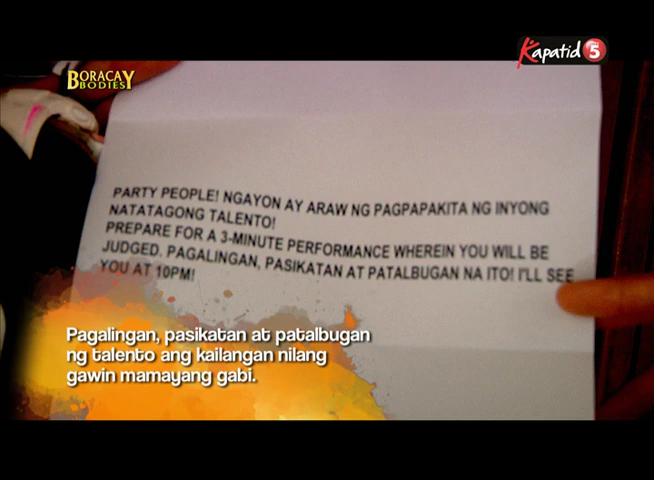 Kapatid 5
BORACAY
BODIES
PARTY PEOPLE! NGAYON AY ARAW NG PAGPAPAKITA NG INYONG
NATATAGONG TALENTO!
PREPARE FOR A 3-MINUTE PERFORMANCE WHEREIN YOU WILL BE
JUDGED. PAGALINGAN, PASIKATAN AT PATALBUGAN NA ITO! I'LL SEE
YOU AT 10PM!
Pagalingan, pasikatan at patalbugan
ng talento ang kailangan nilang
gawin mamayang gabi.